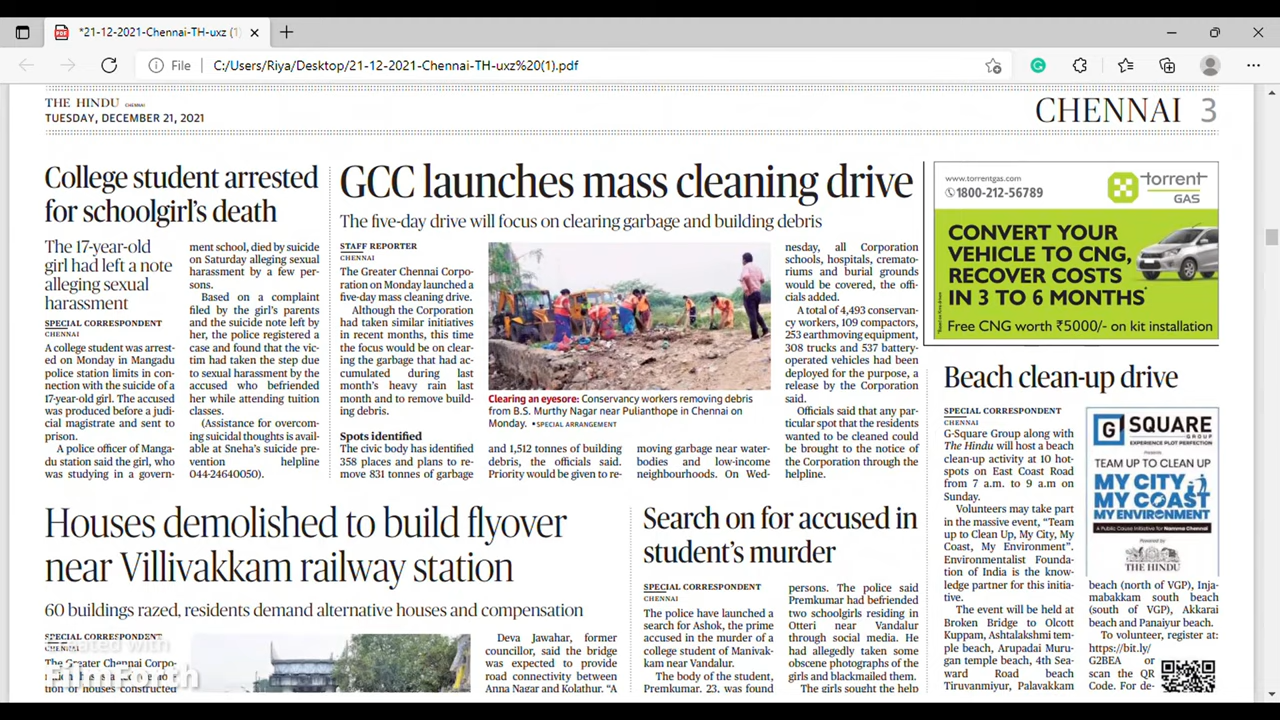 *21-12-2021-Chennai-TH-uxz (1)
File
C:/Users/Riya/Desktop/21-12-2021-Chennai-TH-uxz%20(1).pdf
THE HINDU CHENNAI
TUESDAY, DECEMBER 21, 2021
CHENNAI 3
College student arrested
for schoolgirl's death
The 17-year-old
girl had left a note
alleging sexual
harassment
SPECIAL CORRESPONDENT
CHENNAI
A college student was arrest-
ed on Monday in Mangadu
police station limits in con-
nection with the suicide of a
17-year-old girl. The accused
was produced before a judi-
cial magistrate and sent to
prison.
A police officer of Manga-
du station said the girl, who
was studying in a govern-
ment school, died by suicide
on Saturday alleging sexual
harassment by a few per-
sons.
Based on a complaint
filed by the girl's parents
and the suicide note left by
her, the police registered a
case and found that the vic-
tim had taken the step due
to sexual harassment by the
accused who befriended
her while attending tuition
classes.
(Assistance for overcom-
ing suicidal thoughts is avail-
able at Sneha's suicide pre-
vention helpline
044-24640050).
GCC launches mass cleaning drive
The five-day drive will focus on clearing garbage and building debris
STAFF REPORTER
CHENNAI
The Greater Chennai Corpo-
ration on Monday launched a
five-day mass cleaning drive.
Although the Corporation
had taken similar initiatives
in recent months, this time
the focus would be on clear-
ing the garbage that had ac-
cumulated during last
month's heavy rain last
month and to remove build-
ing debris.
Spots identified
The civic body has identified
358 places and plans to re-
move 831 tonnes of garbage
Clearing an eyesore: Conservancy workers removing debris
from B.S. Murthy Nagar near Pulianthope in Chennai on
Monday. •SPECIAL ARRANGEMENT
and 1,512 tonnes of building
debris, the officials said.
Priority would be given to re-
moving garbage near water-
bodies and low-income
neighbourhoods. On Wed-
nesday, all Corporation
schools, hospitals, cremato-
riums and burial grounds
would be covered, the offi-
cials added.
A total of 4,493 conservan-
cy workers, 109 compactors,
253 earthmoving equipment,
308 trucks and 537 battery-
operated vehicles had been
deployed for the purpose, a
release by the Corporation
said.
Officials said that any par-
ticular spot that the residents
wanted to be cleaned could
be brought to the notice of
the Corporation through the
helpline.
www.torrentgas.com
1800-212-56789
torrent
GAS
CONVERT YOUR
VEHICLE TO CNG,
RECOVER COSTS
IN 3 TO 6 MONTHS*
Free CNG worth ₹5000/- on kit installation
Beach clean-up drive
SPECIAL CORRESPONDENT
CHENNAI
G-Square Group along with
The Hindu will host a beach
clean-up activity at 10 hot-
spots on East Coast Road
from 7 a.m. to 9 a.m on
Sunday.
Volunteers may take part
in the massive event, "Team
up to Clean Up, My City, My
Coast, My Environment".
Environmentalist Founda-
tion of India is the know-
ledge partner for this initia-
tive.
The event will be held at
Broken Bridge to Olcott
Kuppam, Ashtalakshmi tem-
ple beach, Arupadai Muru-
gan temple beach, 4th Sea-
ward Road beach
Tiruvanmiyur, Palavakkam
G SQUARE
GROUP
EXPERIENCE PLOT PERFECTION
Presents
TEAM UP TO CLEAN UP
MY CITY
MY COAST
MY ENVIRONMENT
A Public Cause Initiative for Namma Chennai
Powered by
THE HINDU
beach (north of VGP), Inja-
mabakkam south beach
(south of VGP), Akkarai
beach and Panaiyur beach.
To volunteer, register at:
https://bit.ly/
G2BEA or
scan the QR
Code. For de-
Houses demolished to build flyover
near Villivakkam railway station
60 buildings razed, residents demand alternative houses and compensation
SPECIAL CORRESPONDENT
CHENNAI
The Greater Chennai Corpo-
tion of houses constructed
Deva Jawahar, former
councillor, said the bridge
was expected to provide
road connectivity between
Anna Nagar and Kolathur. "A
Search on for accused in
student's murder
SPECIAL CORRESPONDENT
CHENNAI
The police have launched a
search for Ashok, the prime
accused in the murder of a
college student of Manivak-
kam near Vandalur.
The body of the student,
Premkumar, 23, was found
persons. The police said
Premkumar had befriended
two schoolgirls residing in
Otteri near Vandalur
through social media. He
had allegedly taken some
obscene photographs of the
girls and blackmailed them.
The girls sought the help